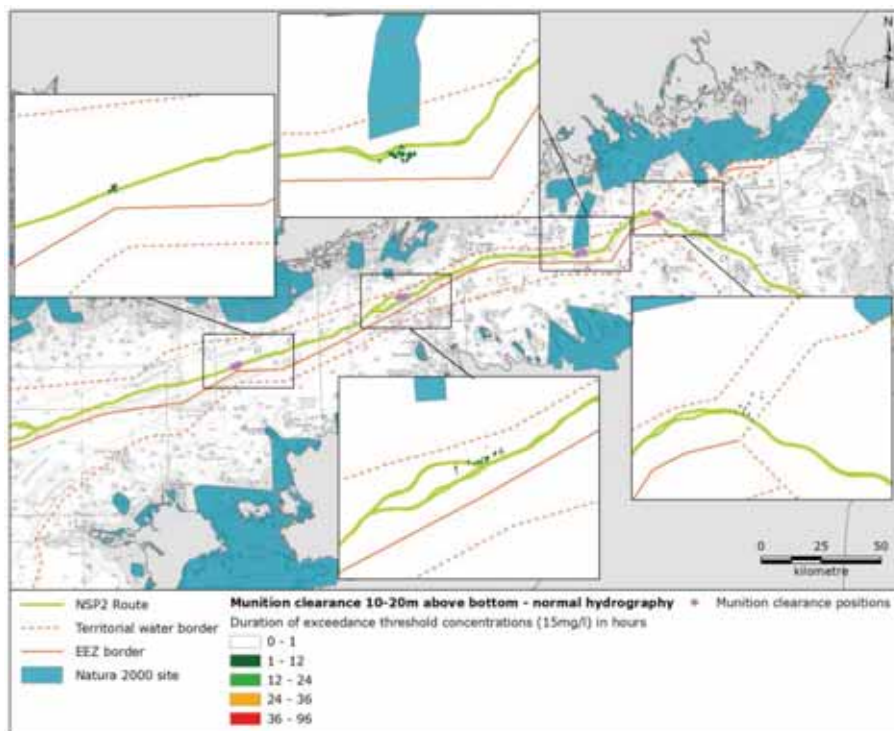 N
0 25 50
kilometre
NSP2 Route
Territorial water border
EEZ border
Natura 2000 site
Munition clearance 10-20m above bottom - normal hydrography
Munition clearance positions
Duration of exceedance threshold concentrations (15mg/l) in hours
0 - 1
1 - 12
12 - 24
24 - 36
36 - 96